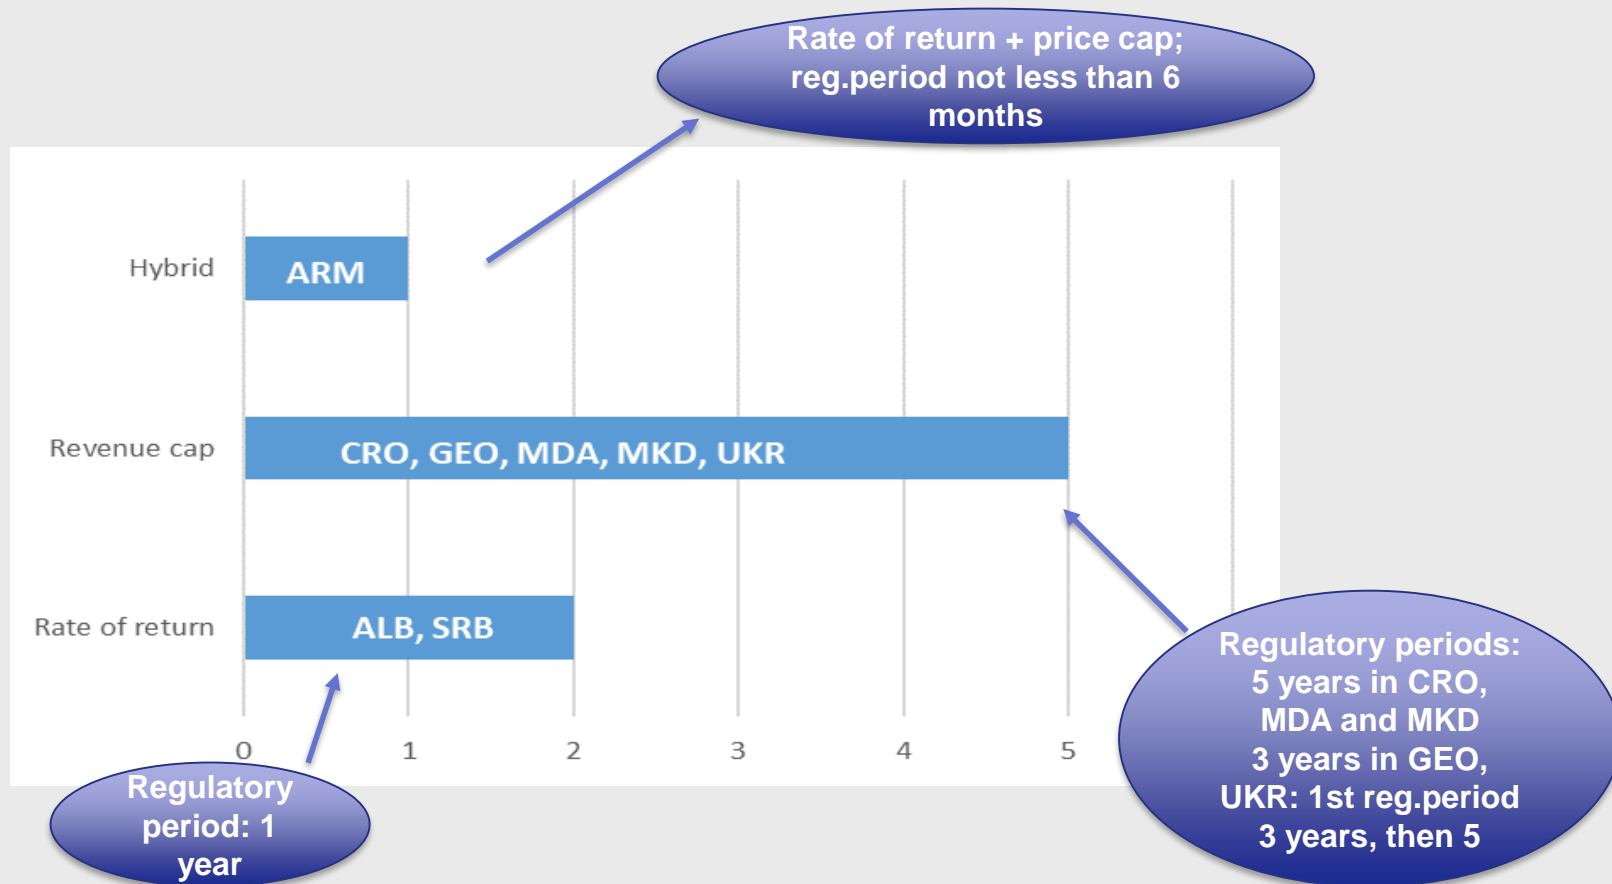 Rate of return + price cap;
reg.period not less than 6
months
Hybrid
ARM
Revenue cap
CRO, GEO, MDA, MKD, UKR
Rate of return
ALB, SRB
0 1 2 3 4 5
Regulatory
period: 1
year
Regulatory periods:
5 years in CRO,
MDA and MKD
3 years in GEO,
UKR: 1st reg.period
3 years, then 5